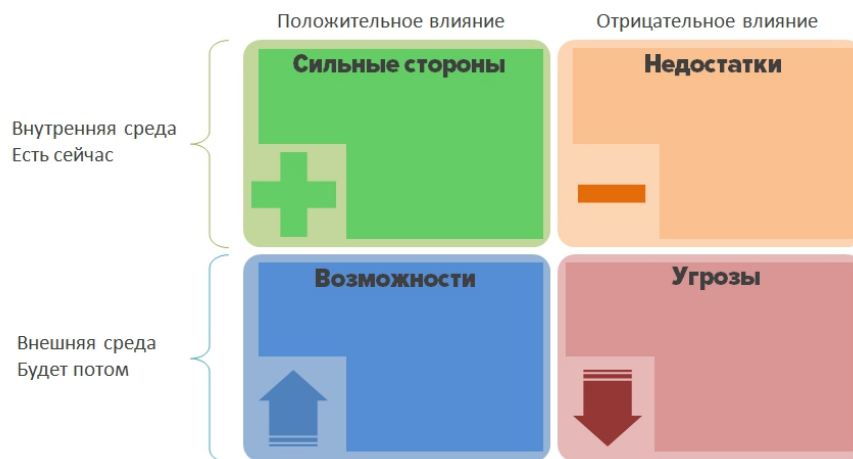 Положительное влияние
Отрицательное влияние
Сильные стороны
Недостатки
Внутренняя среда
Есть сейчас
Возможности
Угрозы
Внешняя среда
Будет потом